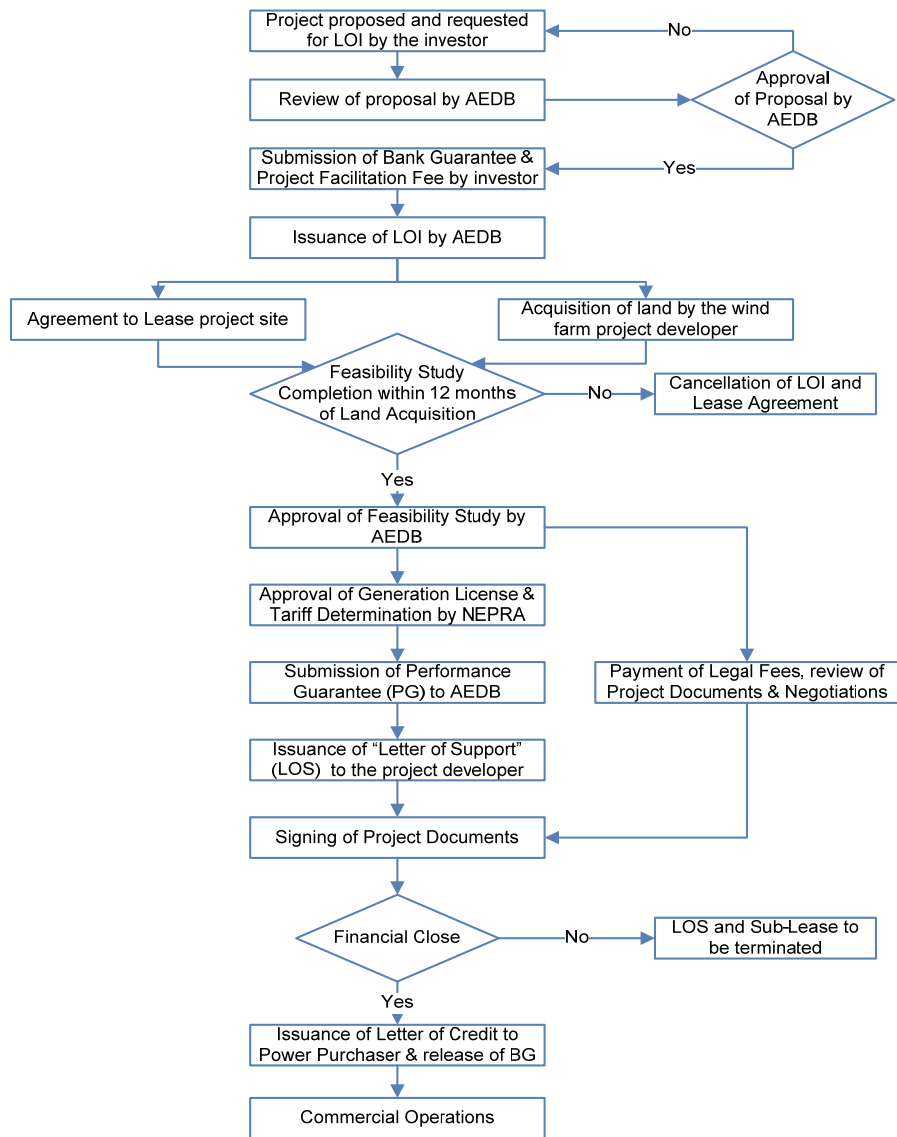 Project proposed and requested
for LOI by the investor
No
Review of proposal by AEDB
Approval
of Proposal by
AEDB
Submission of Bank Guarantee &
Project Facilitation Fee by investor
Yes
Issuance of LOI by AEDB
Agreement to Lease project site
Acquisition of land by the wind
farm project developer
Feasibility Study
Completion within 12 months
of Land Acquisition
No
Cancellation of LOI and
Lease Agreement
Yes
Approval of Feasibility Study by
AEDB
Approval of Generation License &
Tariff Determination by NEPRA
Submission of Performance
Guarantee (PG) to AEDB
Payment of Legal Fees, review of
Project Documents & Negotiations
Issuance of “Letter of Support”
(LOS) to the project developer
Signing of Project Documents
Financial Close
No
LOS and Sub-Lease to
be terminated
Yes
Issuance of Letter of Credit to
Power Purchaser & release of BG
Commercial Operations